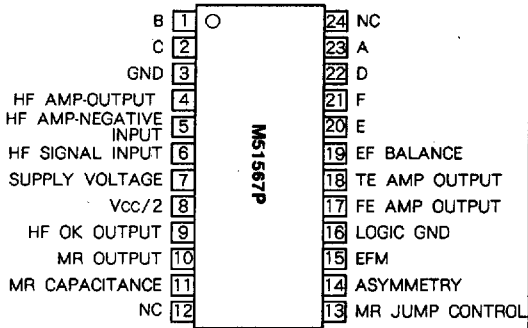 B 1
C 2
GND 3
HF AMP-OUTPUT 4
HF AMP-NEGATIVE
INPUT 5
HF SIGNAL INPUT 6
SUPPLY VOLTAGE 7
Vcc/2 8
HF OK OUTPUT 9
MR OUTPUT 10
MR CAPACITANCE 11
NC 12
M51567P
24 NC
23 A
22 D
21 F
20 E
19 EF BALANCE
18 TE AMP OUTPUT
17 FE AMP OUTPUT
16 LOGIC GND
15 EFM
14 ASYMMETRY
13 MR JUMP CONTROL